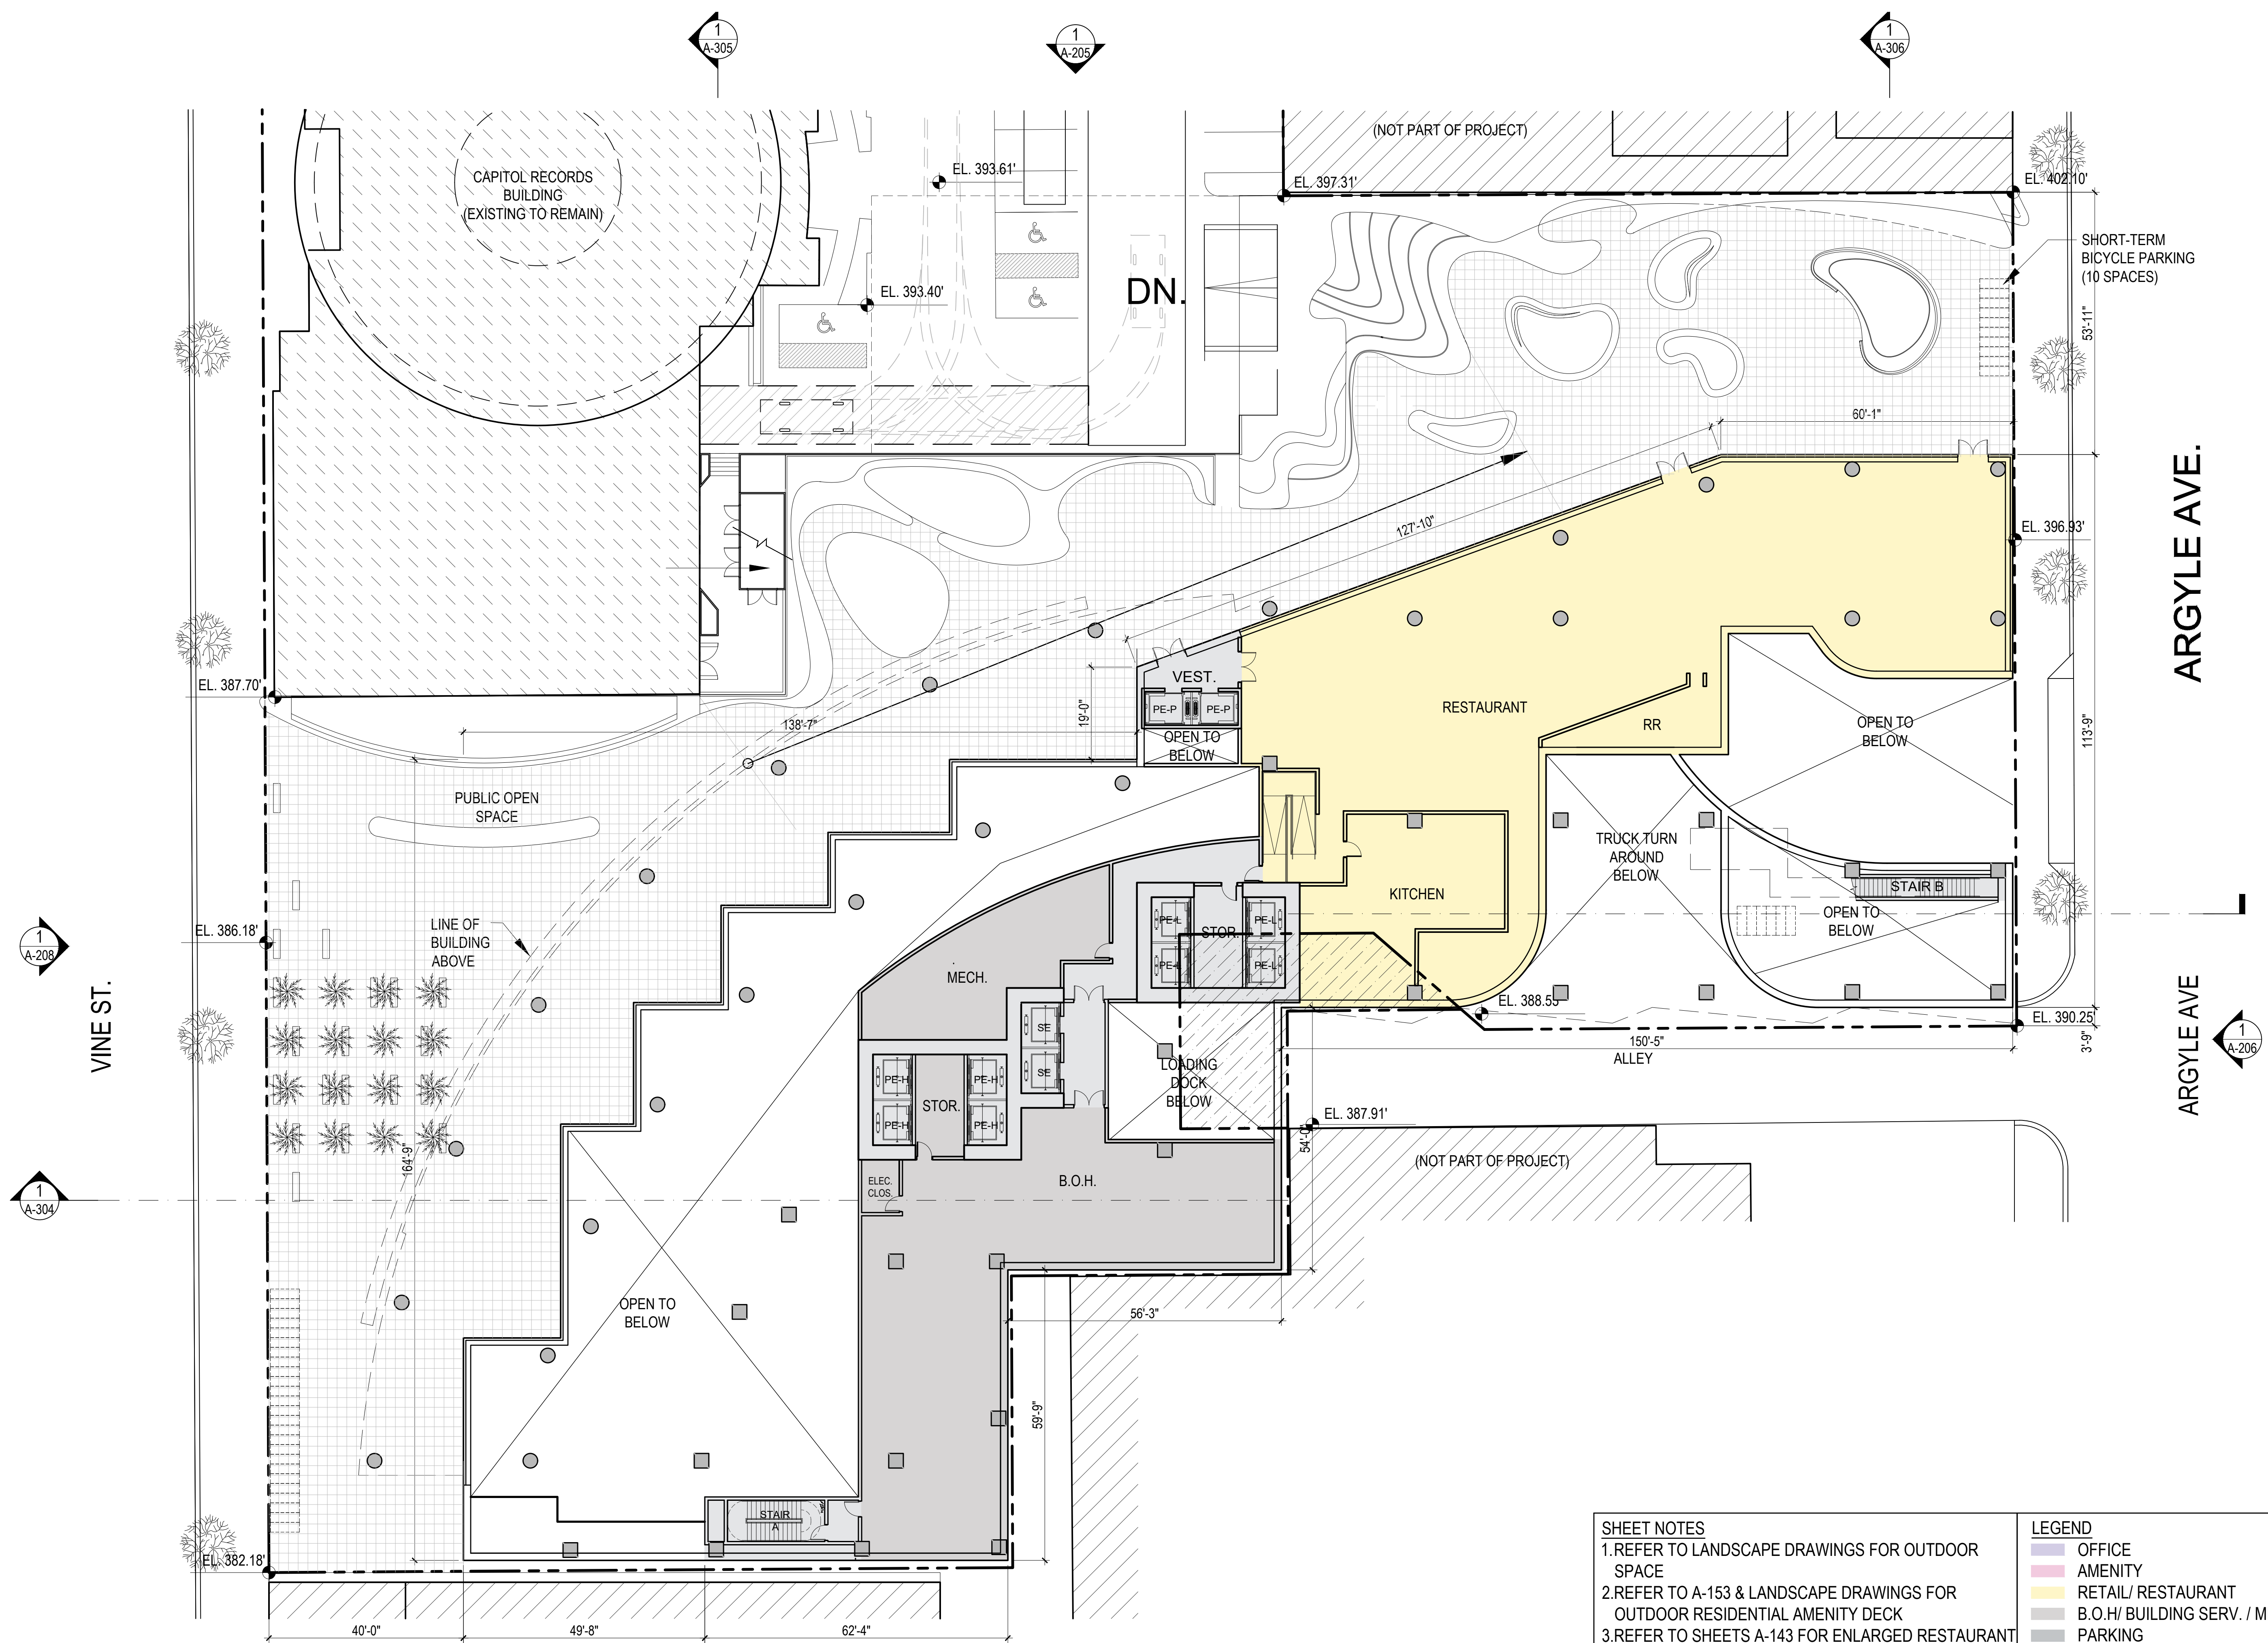 1
A-305
1
A-205
1
A-306
(NOT PART OF PROJECT)
CAPITOL RECORDS
BUILDING
(EXISTING TO REMAIN)
EL. 393.61'
EL. 397.31'
EL. 402.10'
SHORT-TERM
BICYCLE PARKING
(10 SPACES)
EL. 393.40'
DN.
53'-11"
60'-1"
ARGYLE AVE.
127'-10"
EL. 396.93'
EL. 387.70'
VEST.
PE-P
PE-P
138'-7"
19'-0"
OPEN TO
BELOW
RESTAURANT
RR
OPEN TO
BELOW
113'-9"
PUBLIC OPEN
SPACE
TRUCK TURN
AROUND
BELOW
KITCHEN
STAIR B
OPEN TO
BELOW
LINE OF
BUILDING
ABOVE
EL. 386.18'
1
A-208
VINE ST.
PE-L
PE-L
STOR.
PE-L
PE-L
MECH.
EL. 388.55'
EL. 390.25'
150'-5"
ALLEY
3'-9"
ARGYLE AVE
1
A-206
SE
SE
LOADING
DOCK
BELOW
PE-H
PE-H
STOR.
PE-H
PE-H
EL. 387.91'
54'-0"
164'-9"
(NOT PART OF PROJECT)
ELEC.
CLOS.
B.O.H.
1
A-304
OPEN TO
BELOW
56'-3"
59'-9"
STAIR
A
EL. 382.18'
40'-0"
49'-8"
62'-4"
SHEET NOTES
1.REFER TO LANDSCAPE DRAWINGS FOR OUTDOOR
SPACE
2.REFER TO A-153 & LANDSCAPE DRAWINGS FOR
OUTDOOR RESIDENTIAL AMENITY DECK
3.REFER TO SHEETS A-143 FOR ENLARGED RESTAURANT
LEGEND
OFFICE
AMENITY
RETAIL/ RESTAURANT
B.O.H/ BUILDING SERV. / M
PARKING